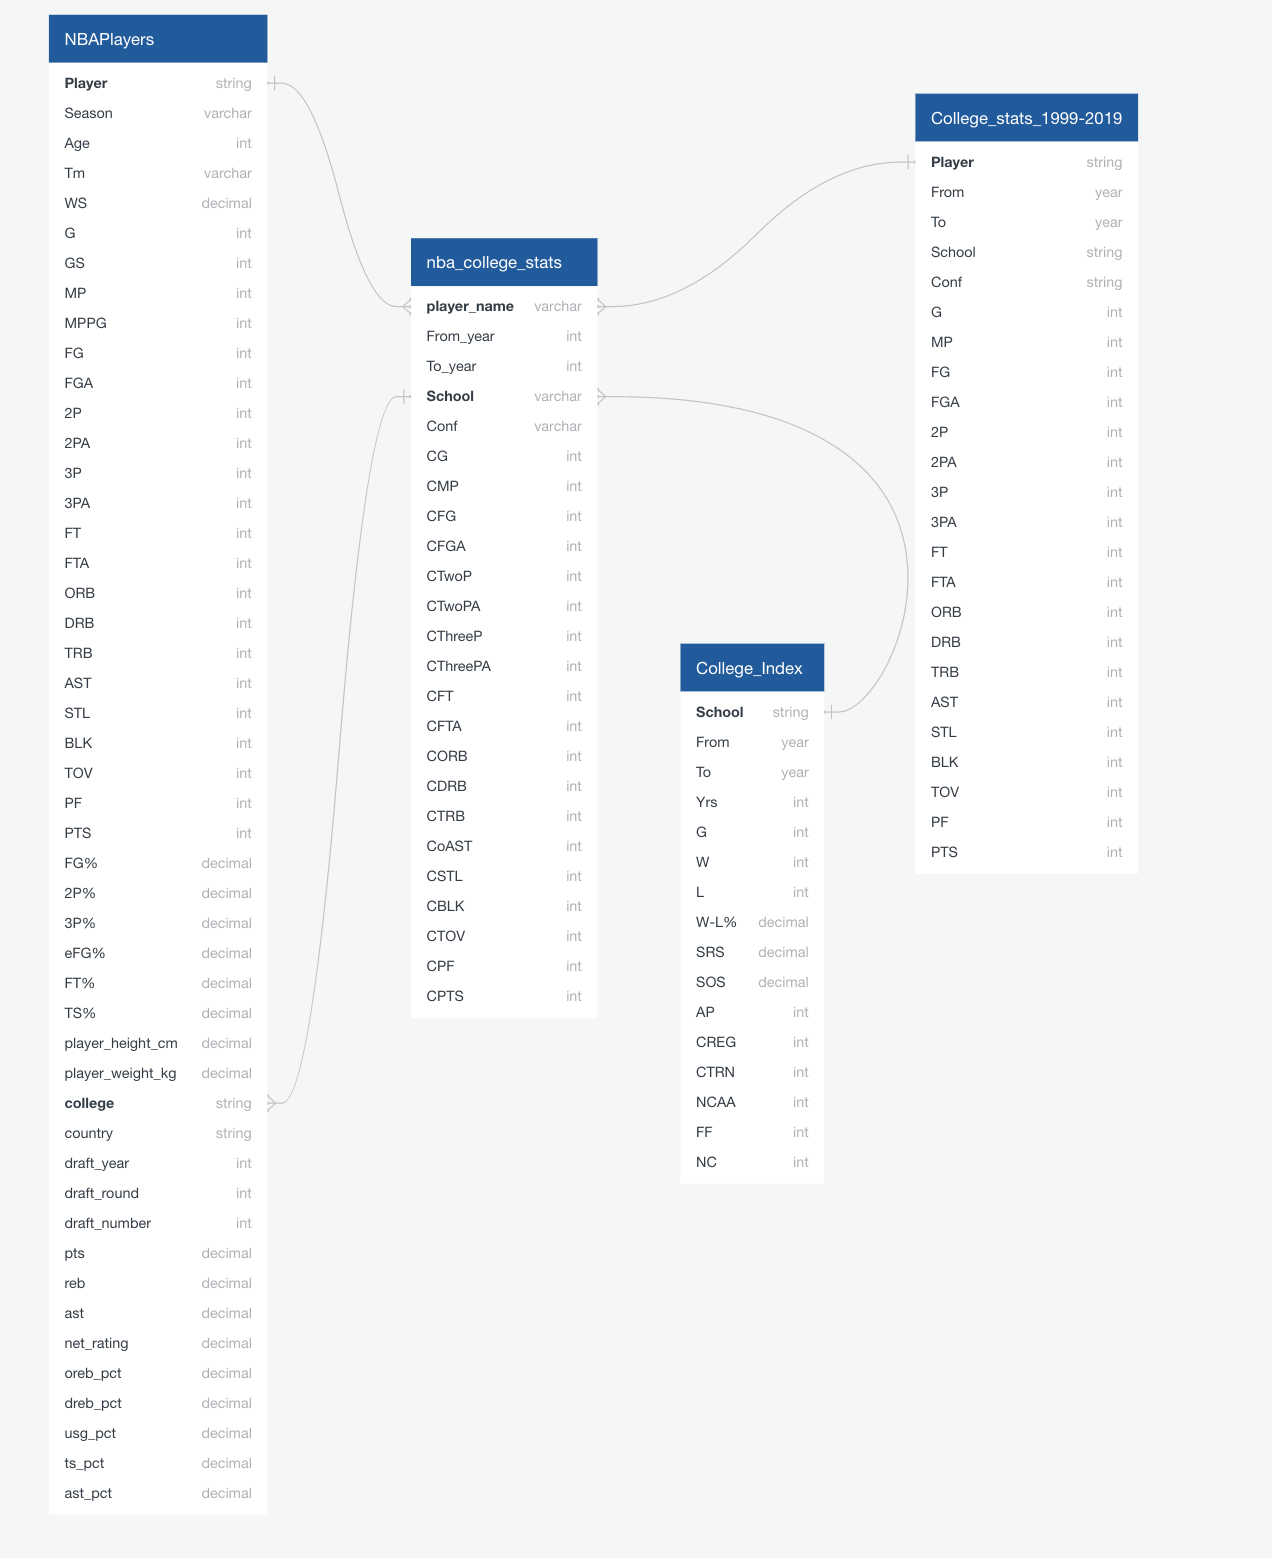 NBAPlayers
Player string
Season varchar
Age int
Tm varchar
WS decimal
G int
GS int
MP int
MPPG int
FG int
FGA int
2P int
2PA int
3P int
3PA int
FT int
FTA int
ORB int
DRB int
TRB int
AST int
STL int
BLK int
TOV int
PF int
PTS int
FG% decimal
2P% decimal
3P% decimal
eFG% decimal
FT% decimal
TS% decimal
player_height_cm decimal
player_weight_kg decimal
college string
country string
draft_year int
draft_round int
draft_number int
pts decimal
reb decimal
ast decimal
net_rating decimal
oreb_pct decimal
dreb_pct decimal
usg_pct decimal
ts_pct decimal
ast_pct decimal
nba_college_stats
player_name varchar
From_year int
To_year int
School varchar
Conf varchar
CG int
CMP int
CFG int
CFGA int
CTwoP int
CTwoPA int
CThreeP int
CThreePA int
CFT int
CFTA int
CORB int
CDRB int
CTRB int
CoAST int
CSTL int
CBLK int
CTOV int
CPF int
CPTS int
College_Index
School string
From year
To year
Yrs int
G int
W int
L int
W-L% decimal
SRS decimal
SOS decimal
AP int
CREG int
CTRN int
NCAA int
FF int
NC int
College_stats_1999-2019
Player string
From year
To year
School string
Conf string
G int
MP int
FG int
FGA int
2P int
2PA int
3P int
3PA int
FT int
FTA int
ORB int
DRB int
TRB int
AST int
STL int
BLK int
TOV int
PF int
PTS int